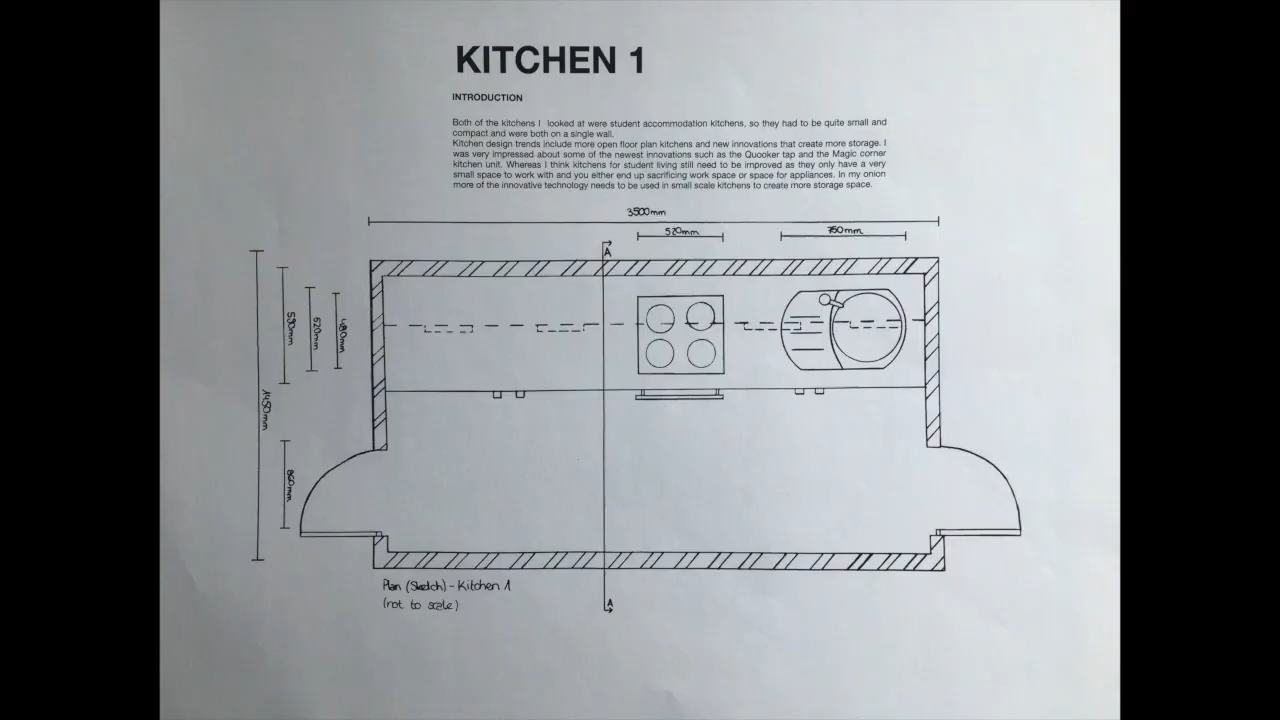 KITCHEN 1
INTRODUCTION
Both of the kitchens I looked at were student accommodation kitchens, so they had to be quite small and
compact and were both on a single wall.
Kitchen design trends include more open floor plan kitchens and new innovations that create more storage. I
was very impressed about some of the newest innovations such as the Quooker tap and the Magic corner
kitchen unit. Whereas I think kitchens for student living still need to be improved as they only have a very
small space to work with and you either end up sacrificing work space or space for appliances. In my onion
more of the innovative technology needs to be used in small scale kitchens to create more storage space.
3500mm
520mm
750mm
A
590mm
520mm
480mm
1450mm
860mm
Plan (Sketch) - Kitchen 1
(not to scale)
A